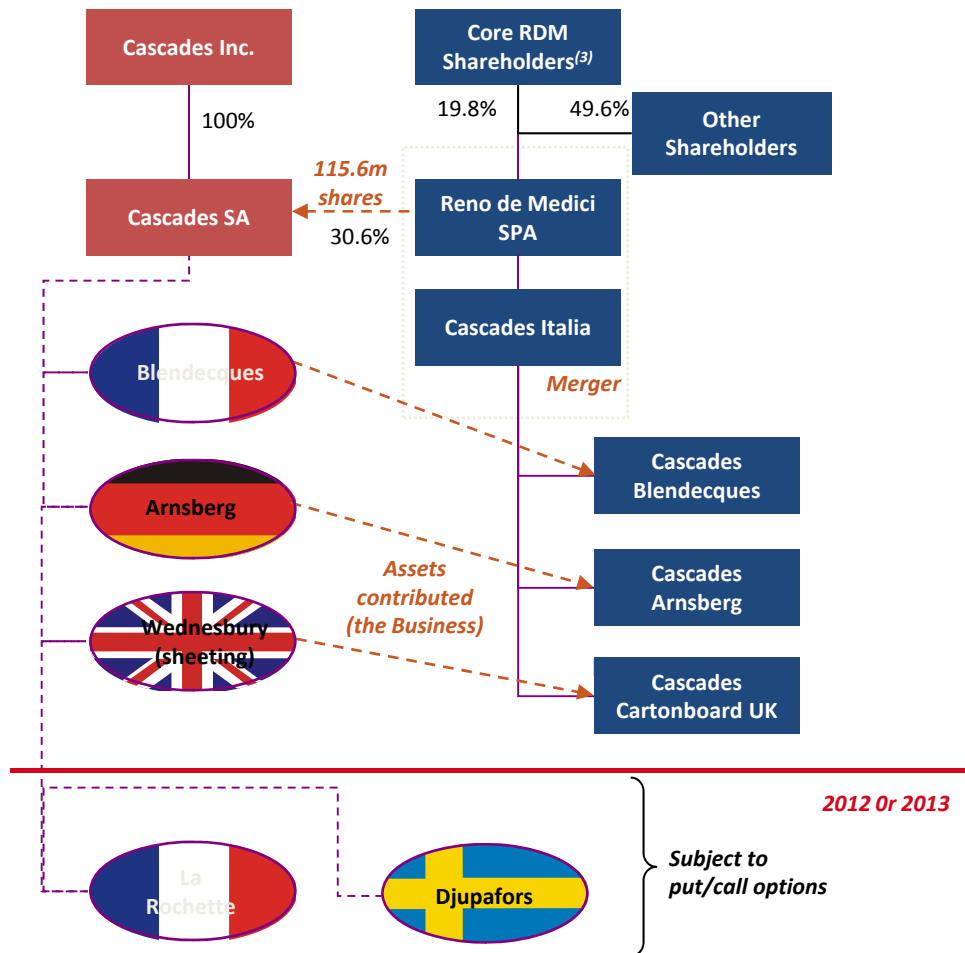 Cascades Inc.
Core RDM
Shareholders(3)
100%
19.8%
49.6%
Other
Shareholders
115.6m
shares
Cascades SA
30.6%
Reno de Medici
SPA
Cascades Italia
Merger
Blendecques
Cascades
Blendecques
Arnsberg
Assets
contributed
(the Business)
Cascades
Arnsberg
Wednesbury
(sheeting)
Cascades
Cartonboard UK
2012 0r 2013
La
Rochette
Djupafors
Subject to
put/call options